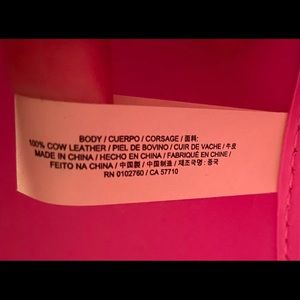 BODY / CUERPO / CORSAGE / 面料:
100% COW LEATHER / PIEL DE BOVINO / CUIR DE VACHE / 牛皮
MADE IN CHINA / HECHO EN CHINA / FABRIQUÉ EN CHINE /
FEITO NA CHINA / 中国製 / 中国制造 / 제조국명 : 중국
RN 0102760 / CA 57710